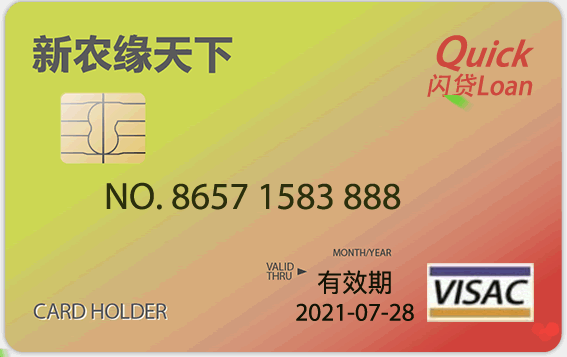 新农缘天下
Quick
闪贷Loan
NO. 8657 1583 888
MONTH/YEAR
VALID
THRU
有效期
2021-07-28
CARD HOLDER
VISAC